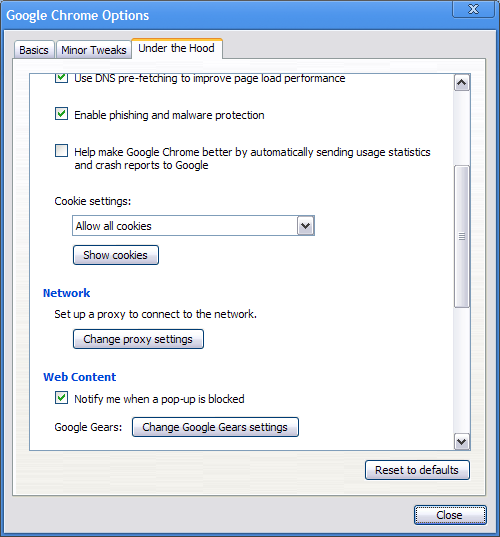 Google Chrome Options
Basics
Minor Tweaks
Under the Hood
Use DNS pre-fetching to improve page load performance
Enable phishing and malware protection
Help make Google Chrome better by automatically sending usage statistics
and crash reports to Google
Cookie settings:
Allow all cookies
Show cookies
Network
Set up a proxy to connect to the network.
Change proxy settings
Web Content
Notify me when a pop-up is blocked
Google Gears:
Change Google Gears settings
Reset to defaults
Close